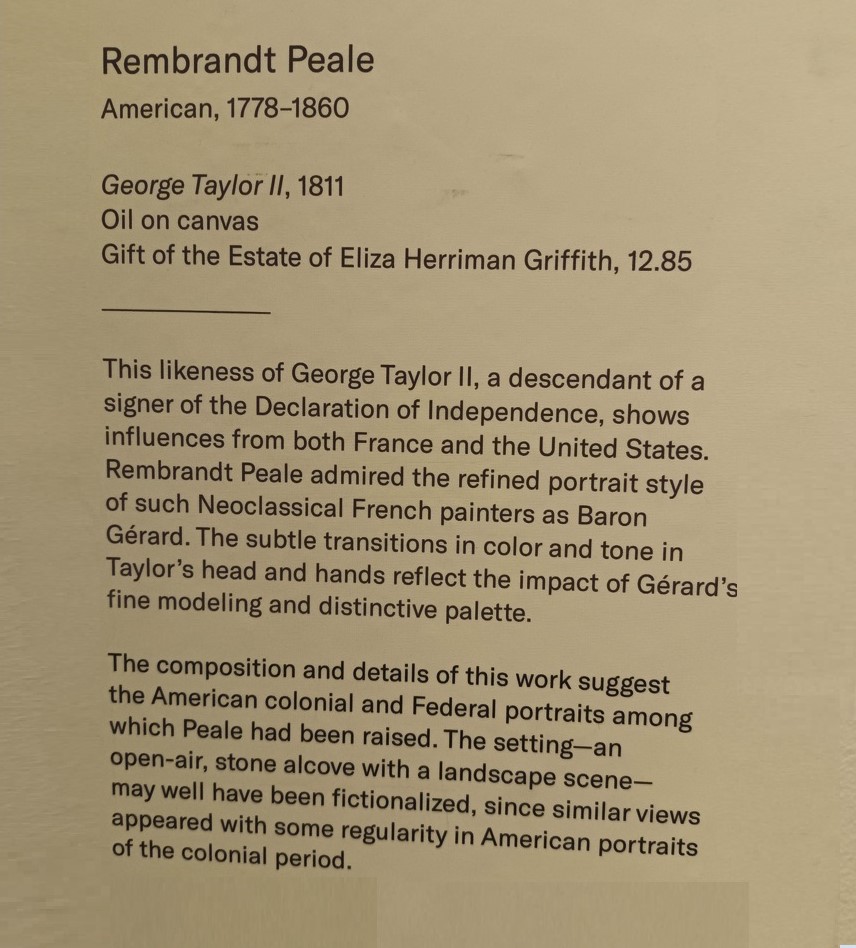 Rembrandt Peale
American, 1778–1860
George Taylor II, 1811
Oil on canvas
Gift of the Estate of Eliza Herriman Griffith, 12.85
This likeness of George Taylor II, a descendant of a
signer of the Declaration of Independence, shows
influences from both France and the United States.
Rembrandt Peale admired the refined portrait style
of such Neoclassical French painters as Baron
Gérard. The subtle transitions in color and tone in
Taylor's head and hands reflect the impact of Gérard's
fine modeling and distinctive palette.
The composition and details of this work suggest
the American colonial and Federal portraits among
which Peale had been raised. The setting—an
open-air, stone alcove with a landscape scene—
may well have been fictionalized, since similar views
appeared with some regularity in American portraits
of the colonial period.